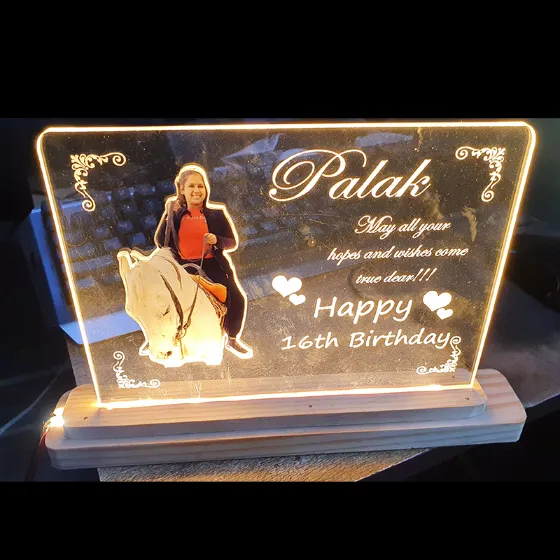 Palak
May all your
hopes and wishes come
true dear!!!
Happy
16th Birthday